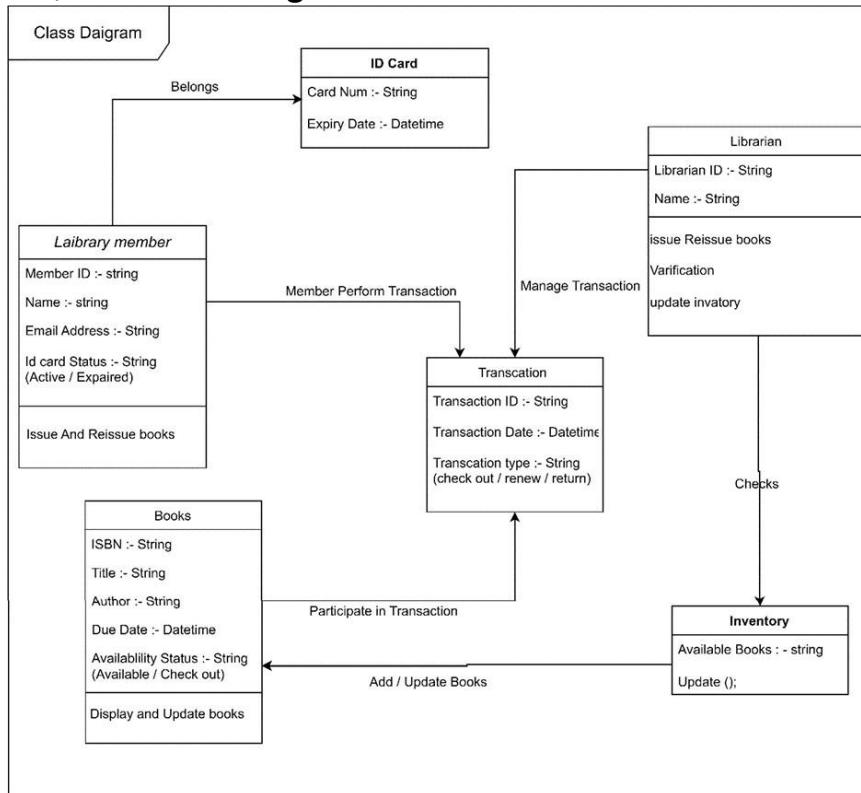 Class Daigram
ID Card
Card Num :- String
Expiry Date :- Datetime
Belongs
Librarian
Librarian ID :- String
Name :- String
issue Reissue books
Varification
update invatory
Laibrary member
Member ID :- string
Name :- string
Email Address :- String
Id card Status :- String
(Active / Expaired)
Issue And Reissue books
Member Perform Transaction
Manage Transaction
Transcation
Transaction ID :- String
Transaction Date :- Datetime
Transcation type :- String
(check out / renew / return)
Checks
Books
ISBN :- String
Title :- String
Author :- String
Due Date :- Datetime
Availablility Status :- String
(Available / Check out)
Display and Update books
Participate in Transaction
Inventory
Available Books : - string
Update ();
Add / Update Books